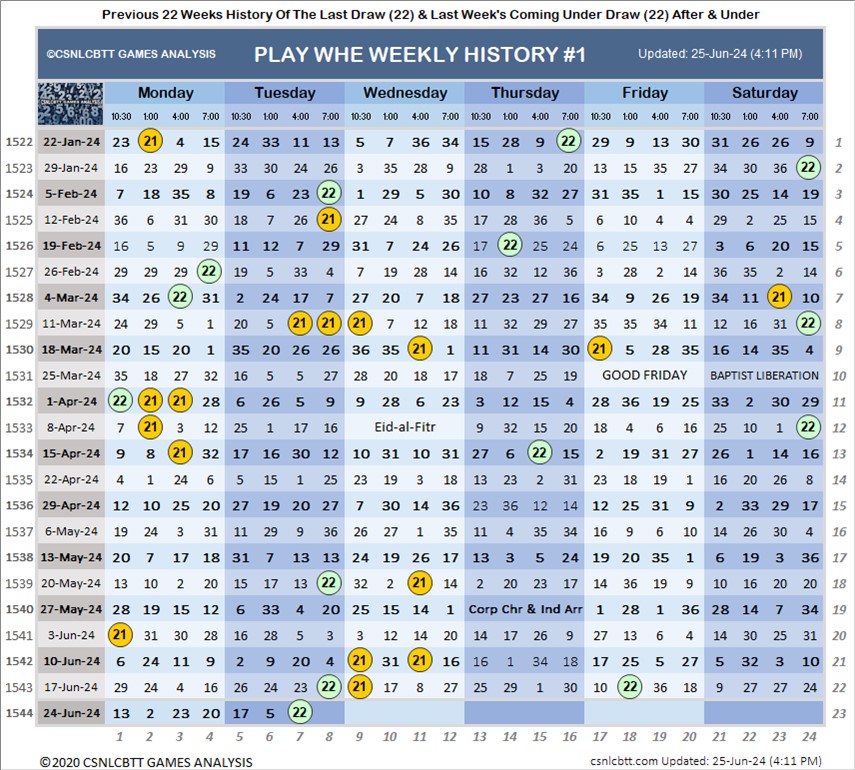 Previous 22 Weeks History Of The Last Draw (22) & Last Week's Coming Under Draw (22) After & Under
©CSNLCBTT GAMES ANALYSIS PLAY WHE WEEKLY HISTORY #1 Updated: 25-Jun-24 (4:11 PM)
CSNLCBTT GAMES ANALYSIS Monday Tuesday Wednesday Thursday Friday Saturday
10:30 1:00 4:00 7:00 10:30 1:00 4:00 7:00 10:30 1:00 4:00 7:00 10:30 1:00 4:00 7:00 10:30 1:00 4:00 7:00 10:30 1:00 4:00 7:00
1522 22-Jan-24 23 21 4 15 24 33 11 13 5 7 36 34 15 28 9 22 29 9 13 30 31 26 26 9 1
1523 29-Jan-24 16 23 29 9 33 30 24 26 3 35 28 9 28 1 3 20 13 15 35 27 34 30 36 22 2
1524 5-Feb-24 7 18 35 8 19 6 23 22 1 29 5 30 10 8 32 27 31 35 1 15 30 25 14 19 3
1525 12-Feb-24 36 6 31 30 18 7 26 21 27 24 8 35 17 28 36 5 6 10 4 4 29 2 25 15 4
1526 19-Feb-24 16 5 9 29 11 12 7 29 31 7 24 26 17 22 25 24 6 25 13 27 3 6 20 15 5
1527 26-Feb-24 29 29 29 22 19 5 33 4 7 19 28 14 16 32 12 36 3 28 2 14 36 35 2 14 6
1528 4-Mar-24 34 26 22 31 2 24 17 7 27 20 7 18 27 23 27 16 34 9 26 19 34 11 21 10 7
1529 11-Mar-24 24 29 5 1 20 5 21 21 21 7 12 18 11 32 29 27 35 35 34 11 12 16 31 22 8
1530 18-Mar-24 20 15 20 1 35 20 26 26 36 35 21 1 11 31 14 30 21 5 28 35 16 14 35 4 9
1531 25-Mar-24 35 18 27 32 16 5 5 27 28 20 18 17 18 7 25 19 GOOD FRIDAY BAPTIST LIBERATION 10
1532 1-Apr-24 22 21 21 28 6 26 5 9 9 28 6 23 3 12 15 4 28 36 19 25 33 2 30 29 11
1533 8-Apr-24 7 21 3 12 25 1 17 16 Eid-al-Fitr 9 32 15 20 18 4 6 16 25 10 1 22 12
1534 15-Apr-24 9 8 21 32 17 16 30 12 10 31 10 31 27 6 22 15 2 19 31 27 26 1 14 16 13
1535 22-Apr-24 4 1 24 6 5 15 1 25 23 19 3 18 13 23 2 31 23 18 19 1 16 20 26 8 14
1536 29-Apr-24 12 10 25 20 27 19 20 27 7 30 14 36 23 36 12 14 12 25 31 9 2 33 29 17 15
1537 6-May-24 19 24 3 31 11 29 9 36 26 27 1 35 11 4 35 34 16 9 6 10 14 26 30 4 16
1538 13-May-24 20 7 17 18 31 7 13 13 24 19 26 17 13 3 5 24 19 20 35 1 6 19 3 36 17
1539 20-May-24 13 10 2 20 15 17 13 22 32 2 21 14 2 20 23 17 14 36 19 9 10 16 20 20 18
1540 27-May-24 28 19 15 12 6 33 4 20 25 15 14 1 Corp Chr & Ind Arr 1 28 1 36 28 14 7 34 19
1541 3-Jun-24 21 31 30 28 16 28 5 3 3 12 14 20 14 17 26 9 27 13 6 4 14 30 25 31 20
1542 10-Jun-24 6 24 11 9 2 9 20 4 21 31 21 16 16 1 34 18 17 25 5 27 5 32 3 10 21
1543 17-Jun-24 29 24 4 16 26 24 23 22 21 17 8 27 25 29 1 30 10 22 36 18 9 27 27 24 22
1544 24-Jun-24 13 2 23 20 17 5 22 23
1 2 3 4 5 6 7 8 9 10 11 12 13 14 15 16 17 18 19 20 21 22 23 24
©2020 CSNLCBTT GAMES ANALYSIS csnlcbtt.com Updated: 25-Jun-24 (4:11 PM)